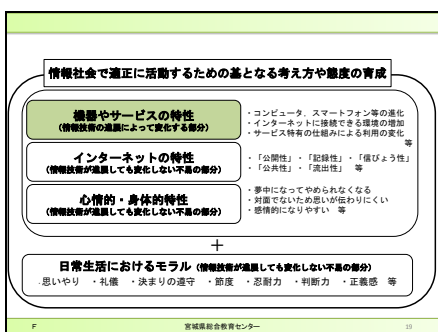 情報社会で適正に活動するための基となる考え方や態度の育成
機器やサービスの特性
(情報技術の進展によって変化する部分)
・コンピュータ，スマートフォン等の進化
・インターネットに接続できる環境の増加
・サービス特有の仕組みによる利用の変化
等
インターネットの特性
(情報技術が進展しても変化しない不易の部分)
・「公開性」・「記録性」・「信ぴょう性」
・「公共性」・「流出性」 等
心情的・身体的特性
(情報技術が進展しても変化しない不易の部分)
・夢中になってやめられなくなる
・対面でないため思いが伝わりにくい
・感情的になりやすい 等
＋
日常生活におけるモラル (情報技術が進展しても変化しない不易の部分)
.思いやり ・礼儀 ・決まりの遵守 ・節度 ・忍耐力 ・判断力 ・正義感 等
F
宮城県総合教育センター
19